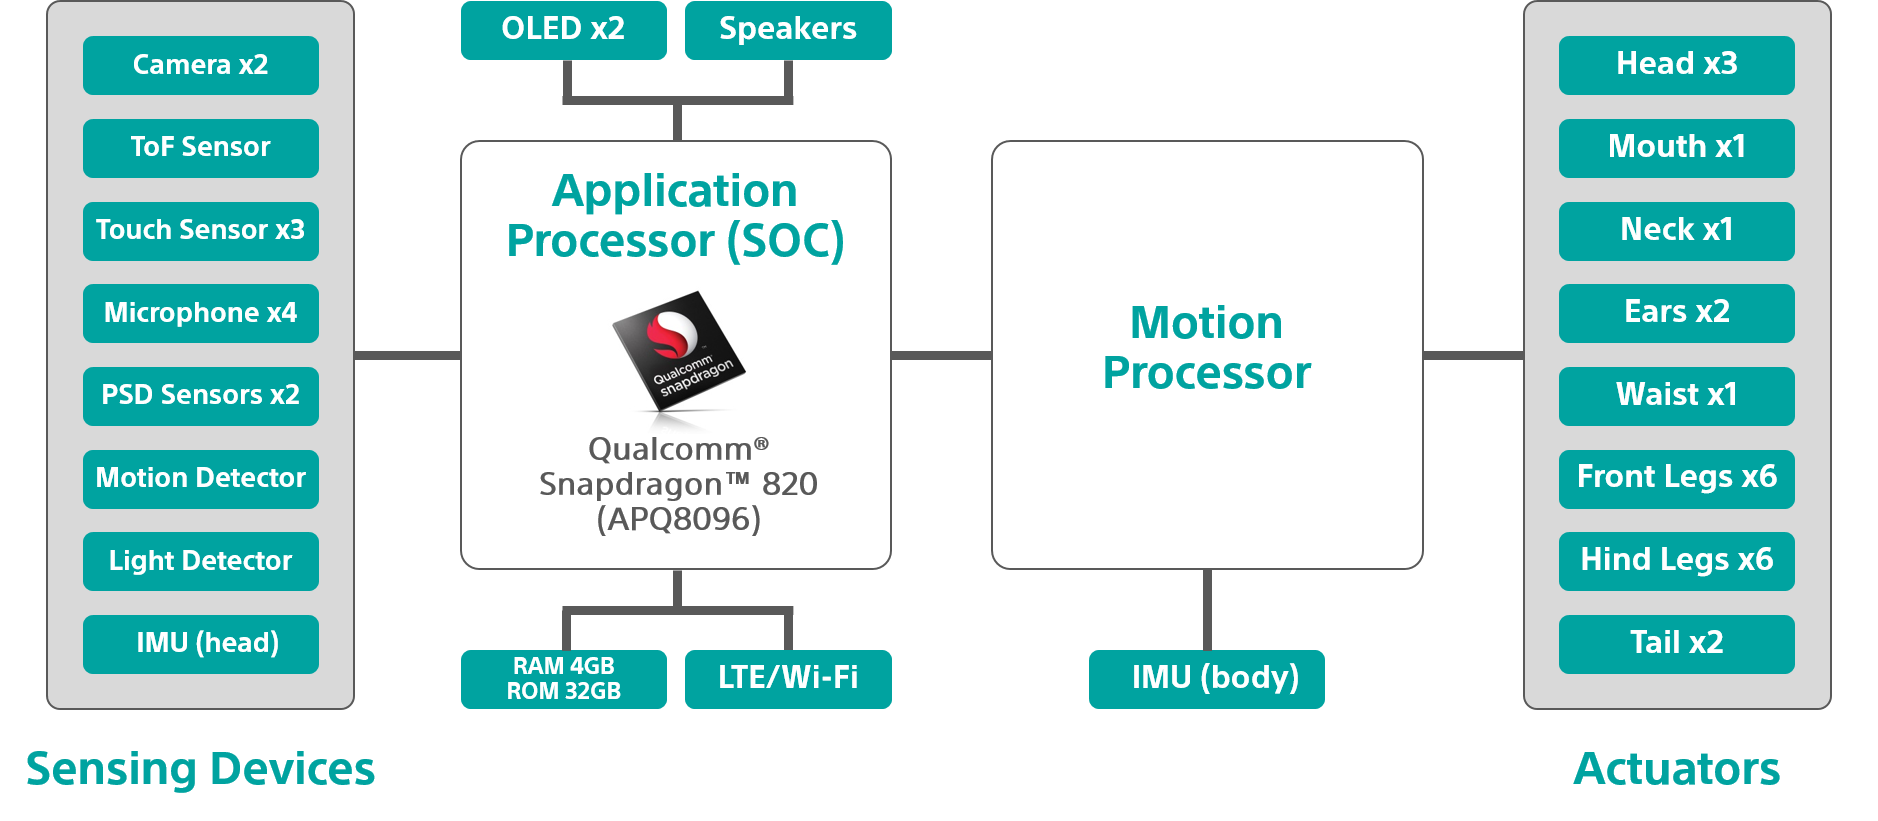 Camera x2
ToF Sensor
Touch Sensor x3
Microphone x4
PSD Sensors x2
Motion Detector
Light Detector
IMU (head)
Sensing Devices
OLED x2
Speakers
Application
Processor (SOC)
Qualcomm
snapdragon
Qualcomm®
Snapdragon™ 820
(APQ8096)
RAM 4GB
ROM 32GB
LTE/Wi-Fi
Motion
Processor
IMU (body)
Head x3
Mouth x1
Neck x1
Ears x2
Waist x1
Front Legs x6
Hind Legs x6
Tail x2
Actuators